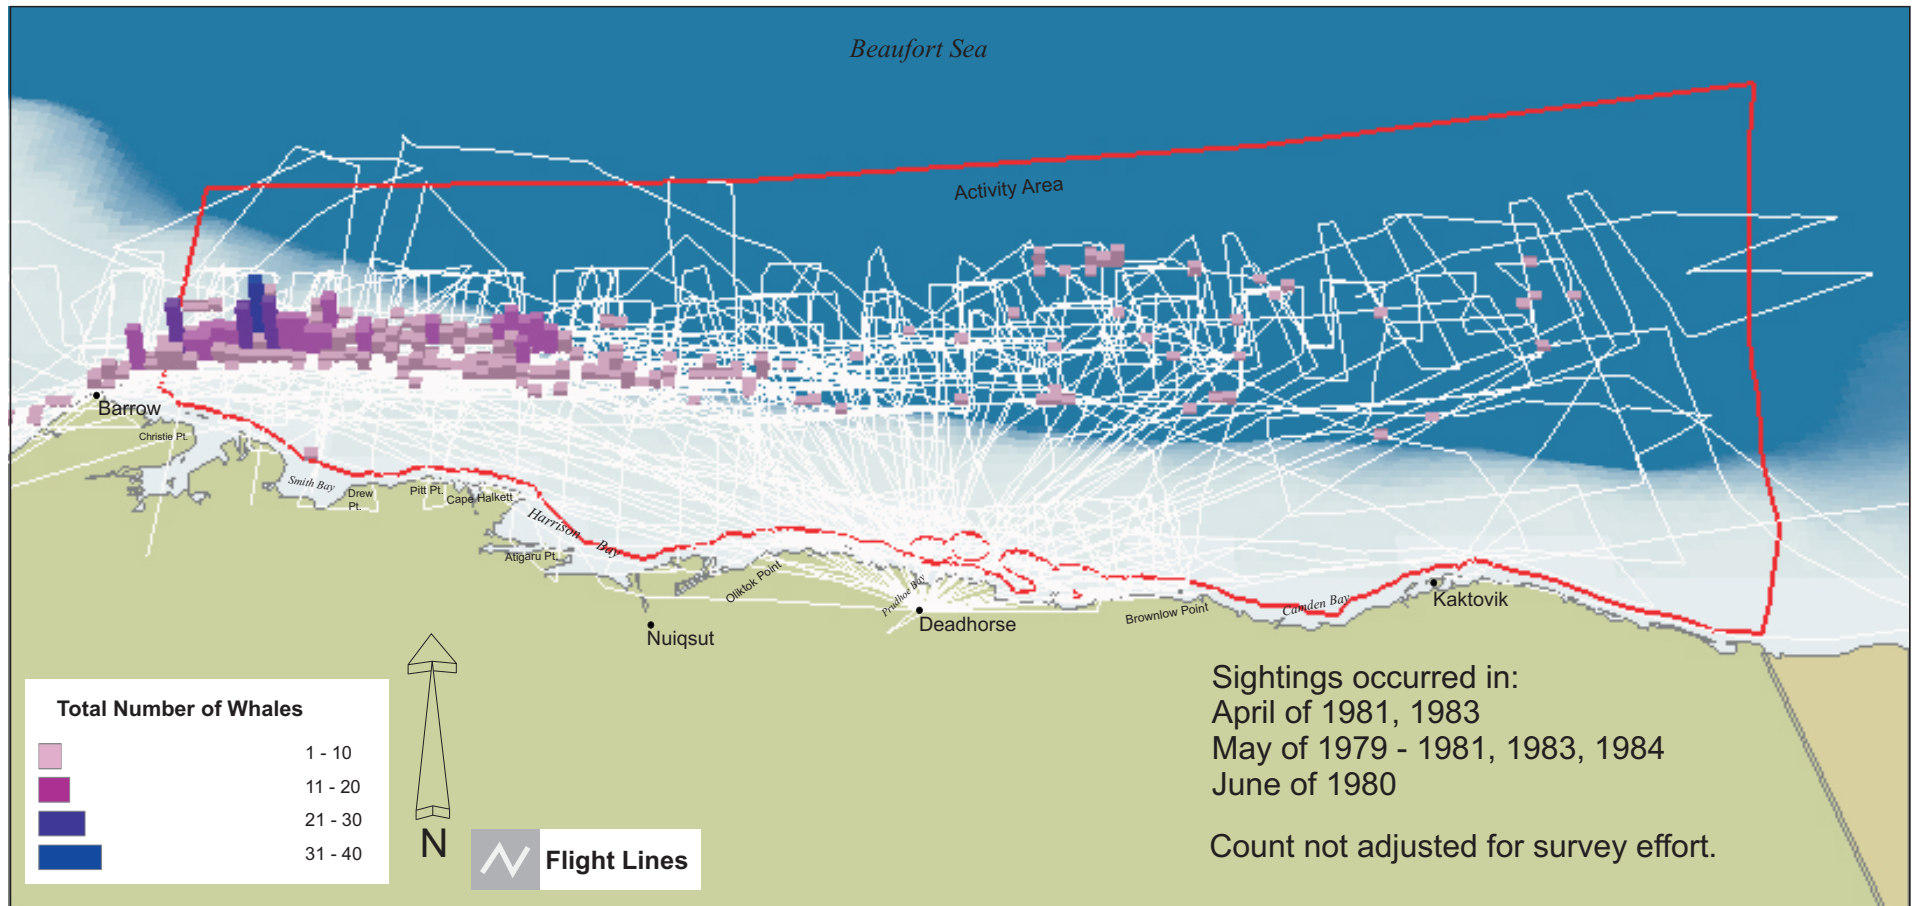 Beaufort Sea
Activity Area
Barrow
Christie Pt.
Smith Bay
Drew
Pt.
Pitt Pt.
Cape Halkett
Harrison Bay
Atigaru Pt.
Oliktok Point
Prudhoe Bay
Nuiqsut
Deadhorse
Brownlow Point
Camden Bay
Kaktovik
Total Number of Whales
1 - 10
11 - 20
21 - 30
31 - 40
N
Flight Lines
Sightings occurred in:
April of 1981, 1983
May of 1979 - 1981, 1983, 1984
June of 1980
Count not adjusted for survey effort.